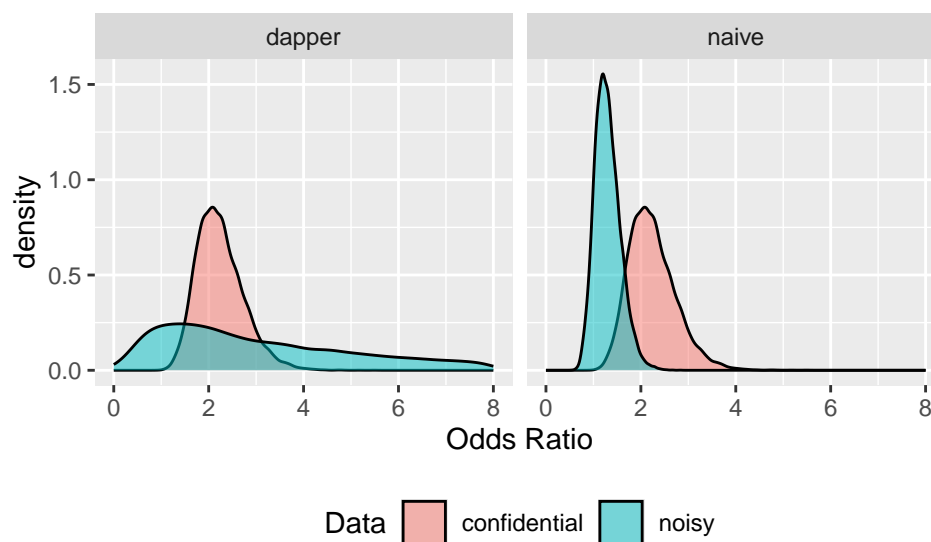 dapper naive
1.5
1.0
0.5
0.0
density
0 2 4 6 8 0 2 4 6 8
Odds Ratio
Data confidential noisy